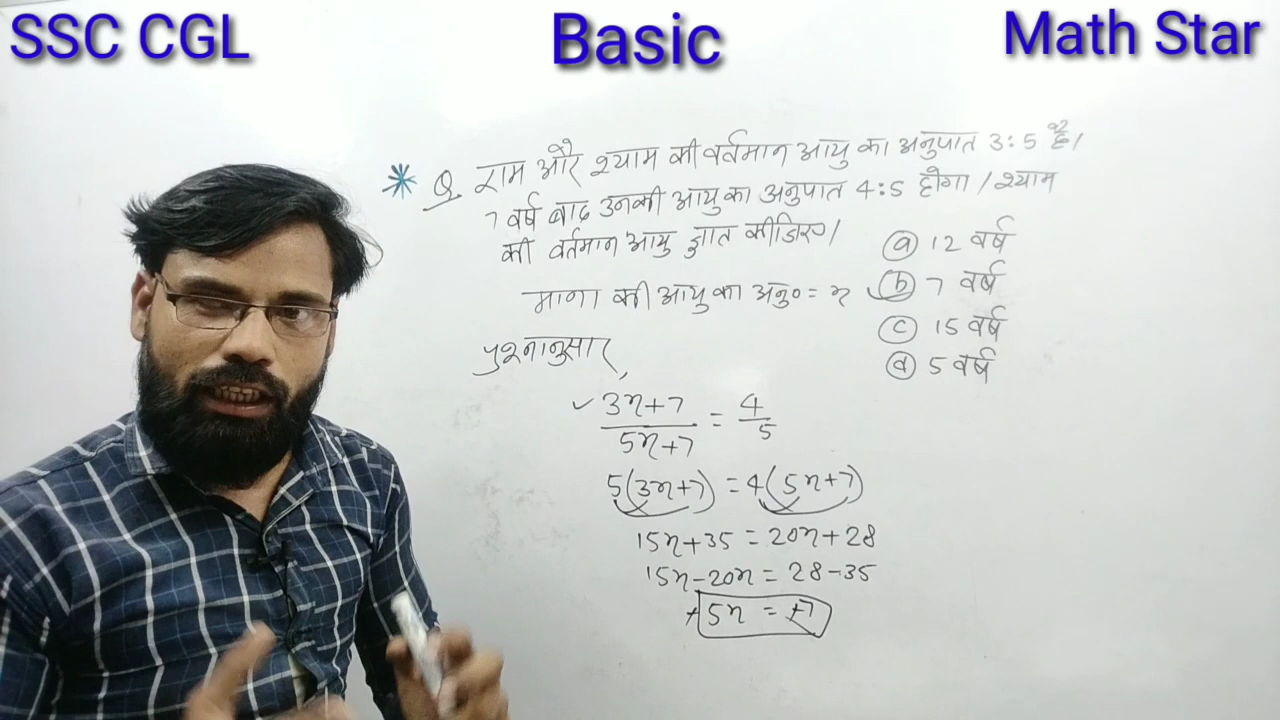 SSC CGL
Basic
Math Star
Q. राम और श्याम की वर्तमान आयु का अनुपात 3:5 है।
7 वर्ष बाद उनकी आयु का अनुपात 4:5 होगा। श्याम
की वर्तमान आयु ज्ञात कीजिए।
(a) 12 वर्ष
(b) 7 वर्ष
(c) 15 वर्ष
(d) 5 वर्ष
माना की आयु का अनु० = x
प्रश्नानुसार,
✓ 3x+7/5x+7 = 4/5
5(3x+7) = 4(5x+7)
15x+35 = 20x+28
15x-20x = 28-35
+5x = +7